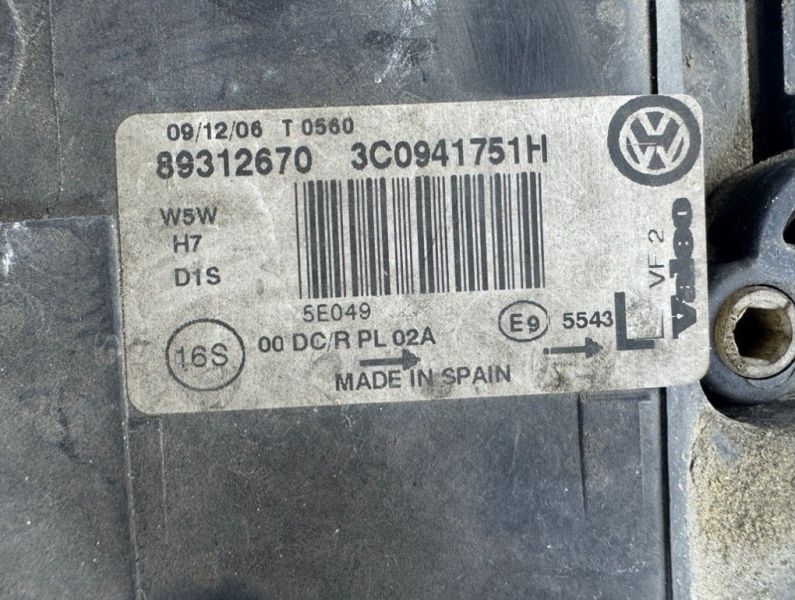 09/12/06 T 0560
89312670 3C0941751H
W5W
H7
D1S
5E049
16S
00 DC/R PL 02A
E9 5543
L
MADE IN SPAIN
VF 2
Valeo
VW